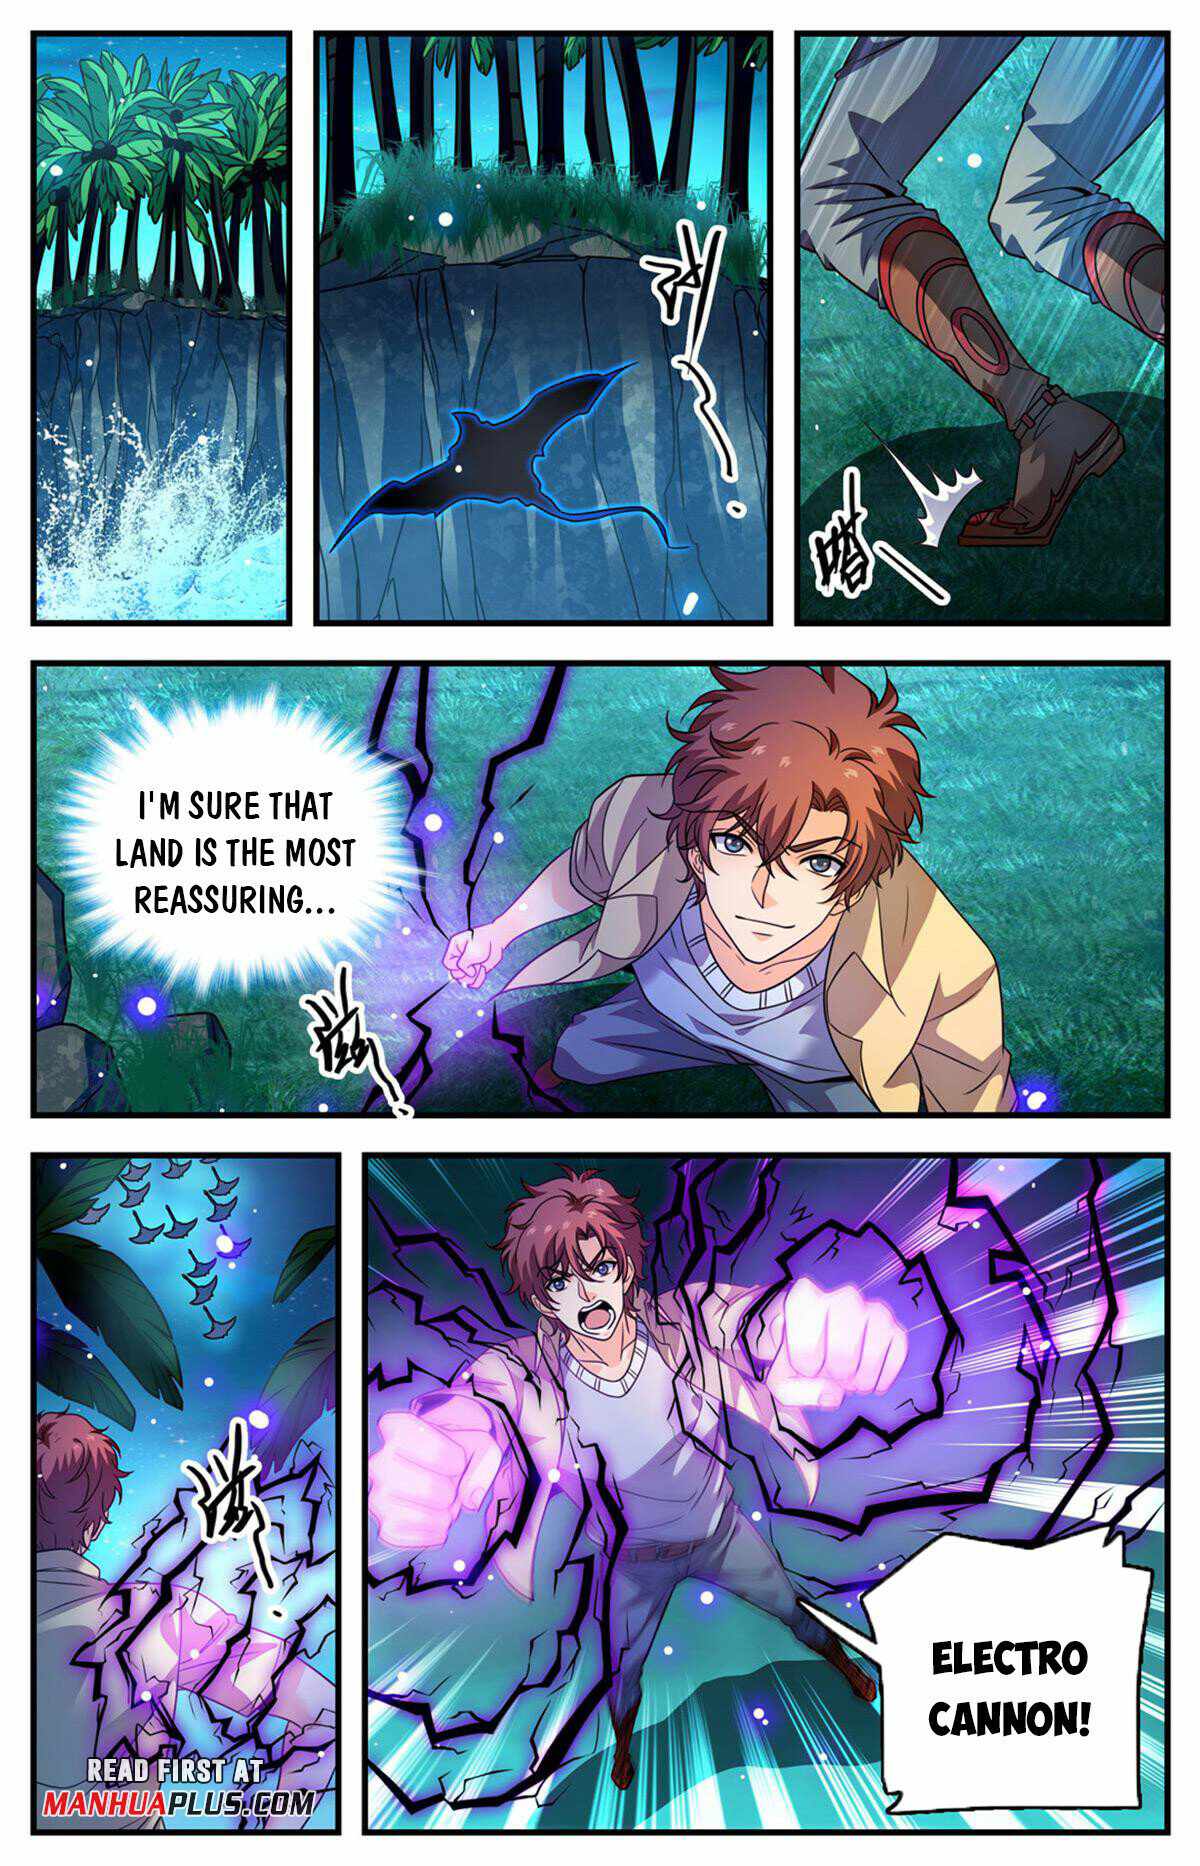 I'M SURE THAT
LAND IS THE MOST
REASSURING...
ELECTRO
CANNON!
READ FIRST AT
MANHUAPLUS.COM